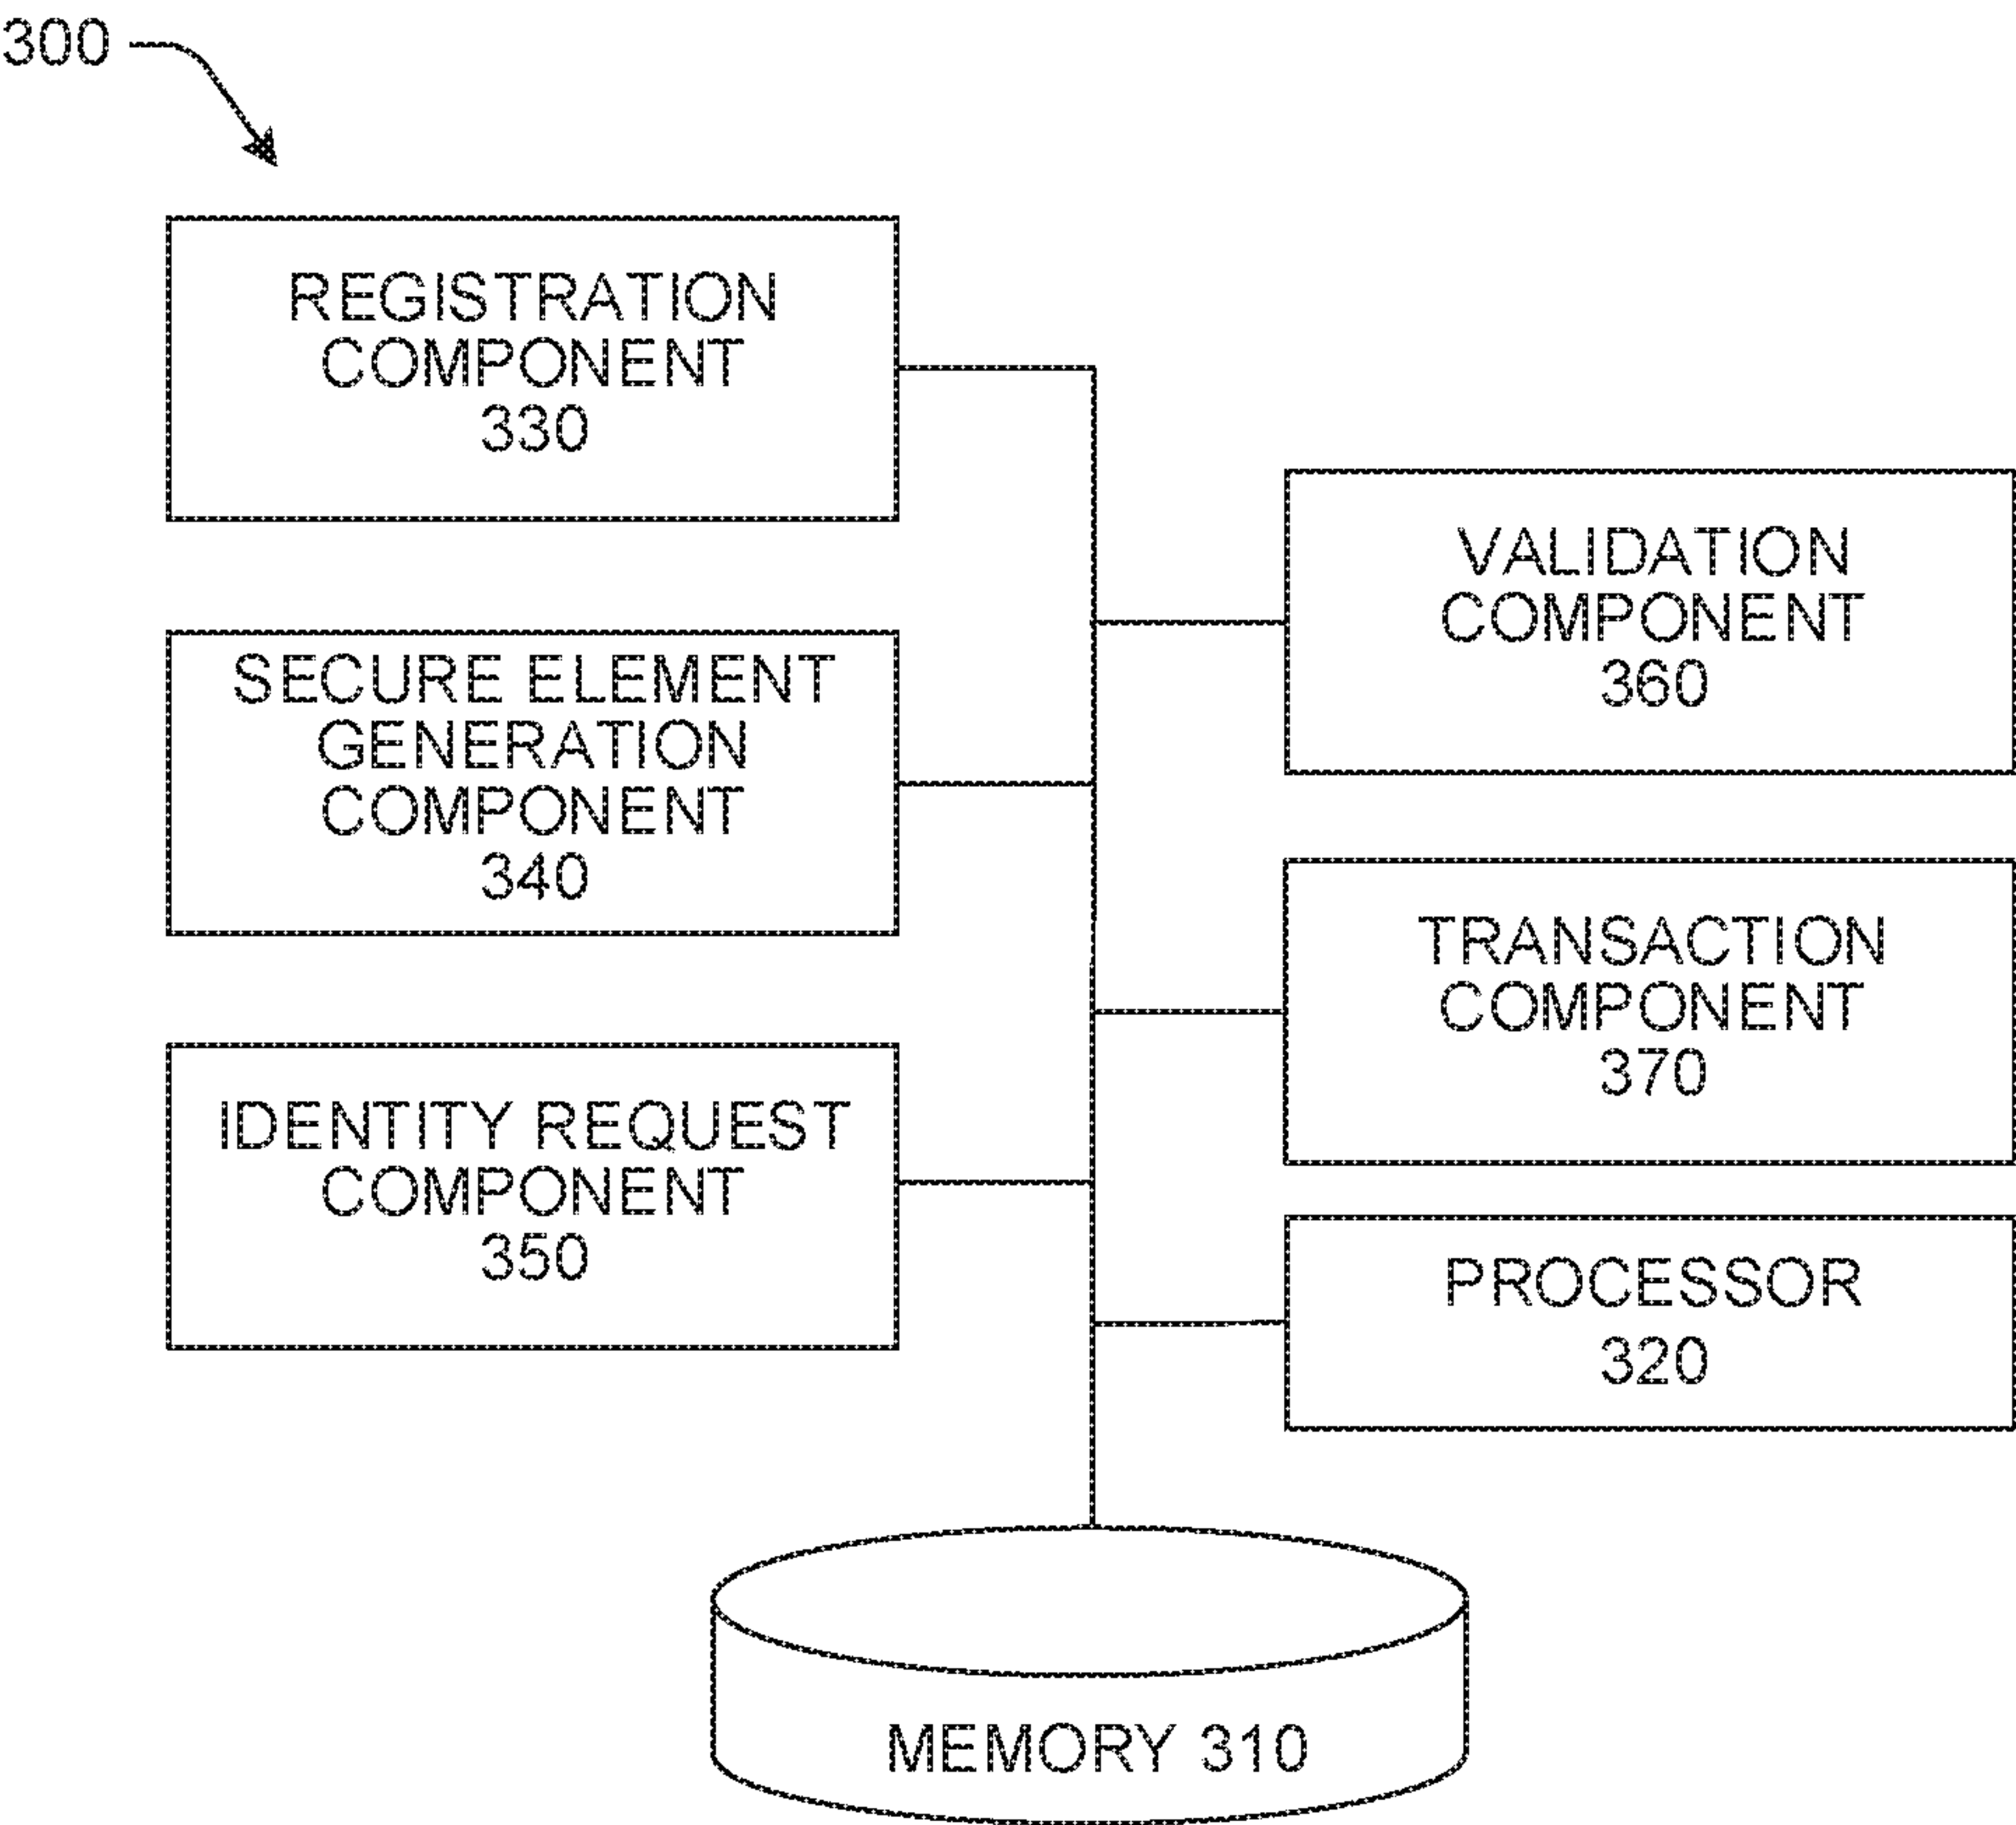 300
REGISTRATION
COMPONENT
330
SECURE ELEMENT
GENERATION
COMPONENT
340
IDENTITY REQUEST
COMPONENT
350
VALIDATION
COMPONENT
360
TRANSACTION
COMPONENT
370
PROCESSOR
320
MEMORY 310